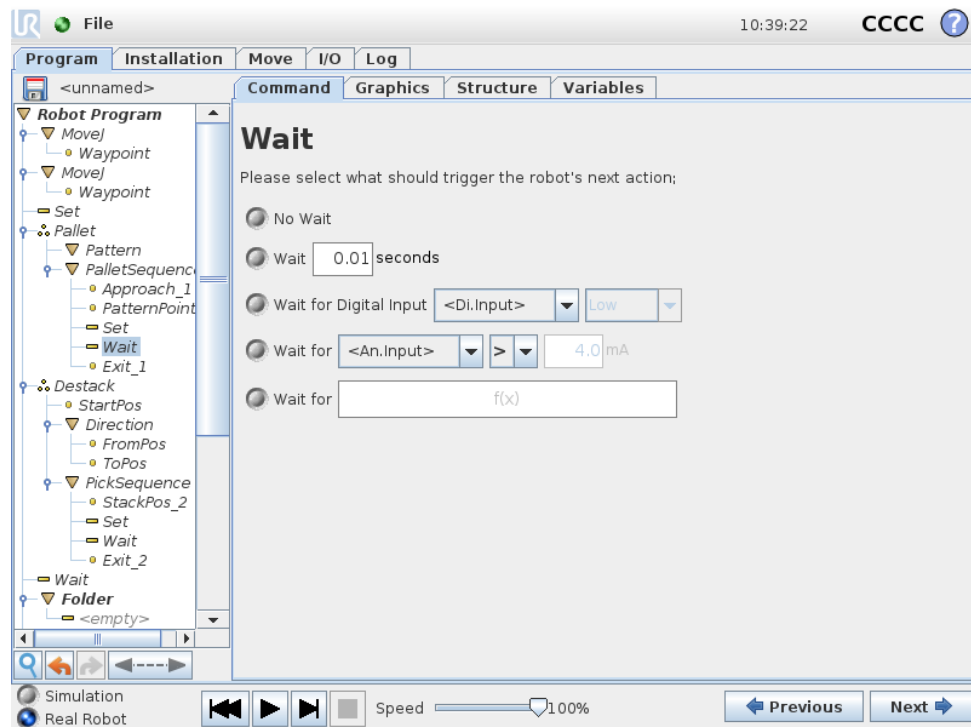 UR File 10:39:22 CCCC ?
Program Installation Move I/O Log
<unnamed> Command Graphics Structure Variables
Robot Program
MoveJ
Waypoint
MoveJ
Waypoint
Set
Pallet
Pattern
PalletSequenc
Approach_1
PatternPoint
Set
Wait
Exit_1
Destack
StartPos
Direction
FromPos
ToPos
PickSequence
StackPos_2
Set
Wait
Exit_2
Wait
Folder
<empty>
Wait
Please select what should trigger the robot's next action;
No Wait
Wait 0.01 seconds
Wait for Digital Input <Di.Input> Low
Wait for <An.Input> > 4.0 mA
Wait for f(x)
Simulation
Real Robot
Speed 100%
Previous Next